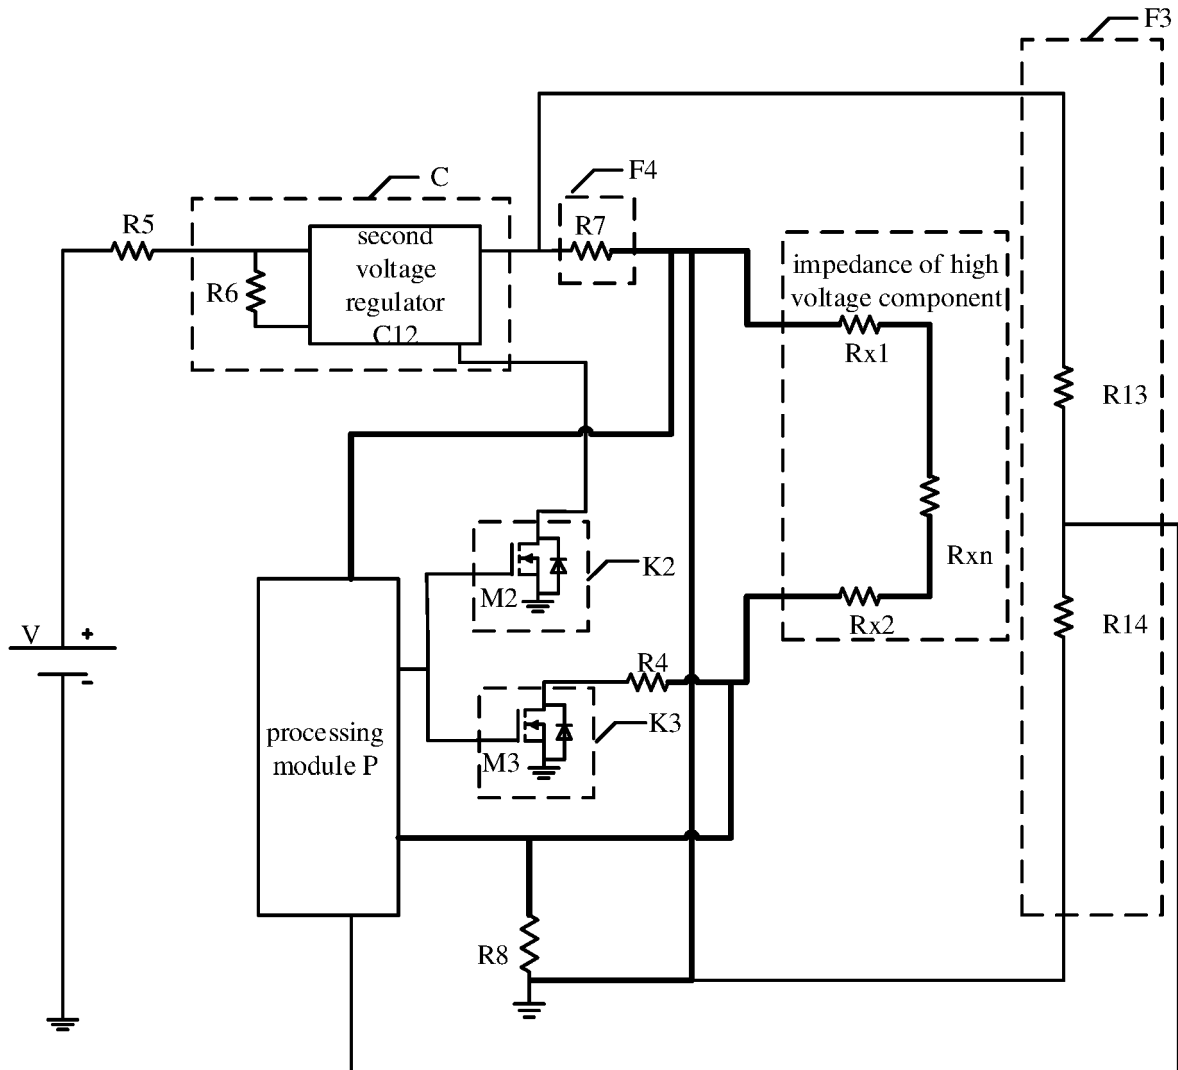 F3
F4
C
R5
R7
second
voltage
regulator
C12
R6
impedance of high
voltage component
Rx1
R13
K2
Rxn
M2
Rx2
R14
V
+
-
R4
K3
processing
module P
M3
R8